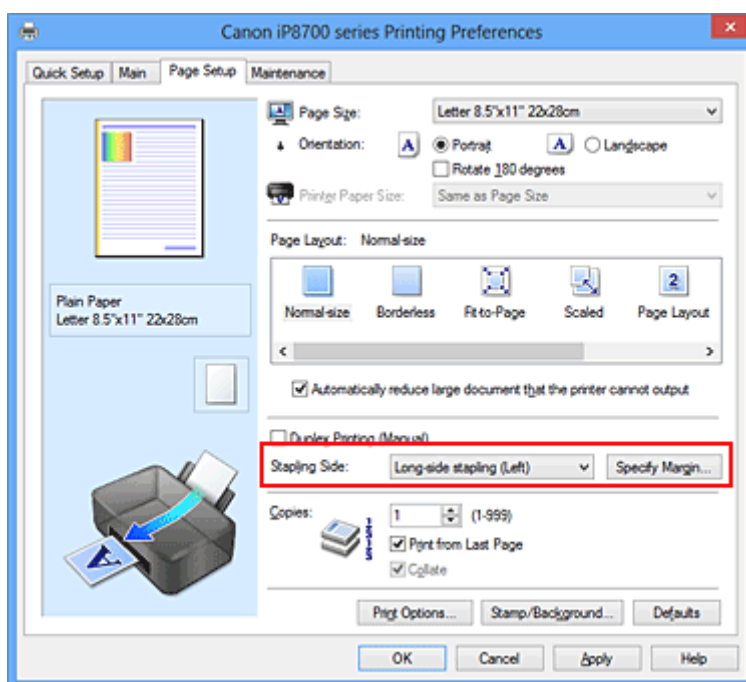 Canon iP8700 series Printing Preferences
Quick Setup Main Page Setup Maintenance
Page Size: Letter 8.5"x11" 22x28cm
Orientation: A Portrait A Landscape
Rotate 180 degrees
Printer Paper Size: Same as Page Size
Page Layout: Normal-size
2
Normal-size Borderless Fit-to-Page Scaled Page Layout
Plain Paper
Letter 8.5"x11" 22x28cm
Automatically reduce large document that the printer cannot output
Duplex Printing (Manual)
Stapling Side: Long-side stapling (Left) Specify Margin...
Copies: 1 (1-999)
Print from Last Page
Collate
A
Print Options... Stamp/Background... Defaults
OK Cancel Apply Help